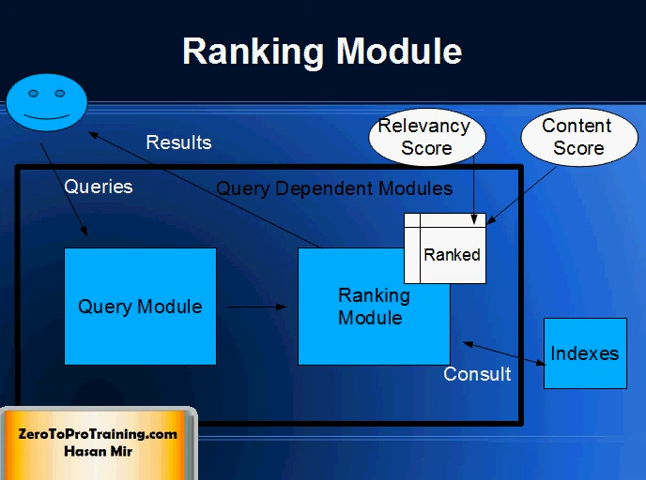 Ranking Module
Relevancy
Score
Content
Score
Results
Queries
Query Dependent Modules
Ranked
Query Module
Ranking
Module
Indexes
Consult
ZeroToProTraining.com
Hasan Mir